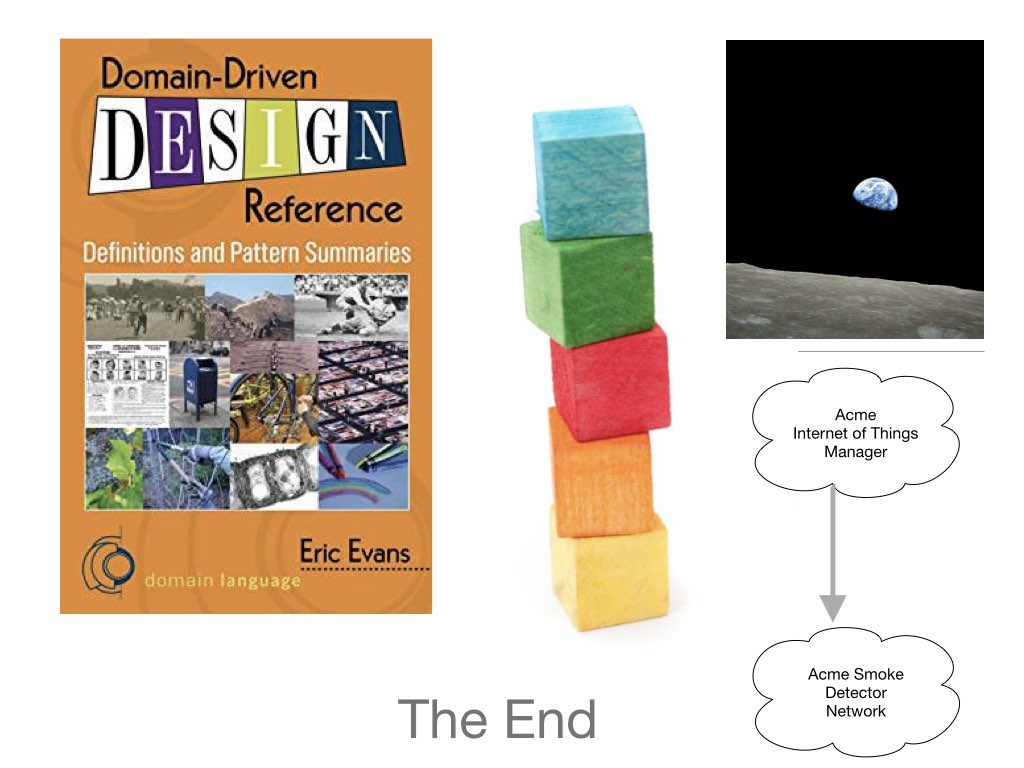 Domain-Driven
DESIGN
Reference
Definitions and Pattern Summaries
Eric Evans
domain language
Acme
Internet of Things
Manager
Acme Smoke
Detector
Network
The End